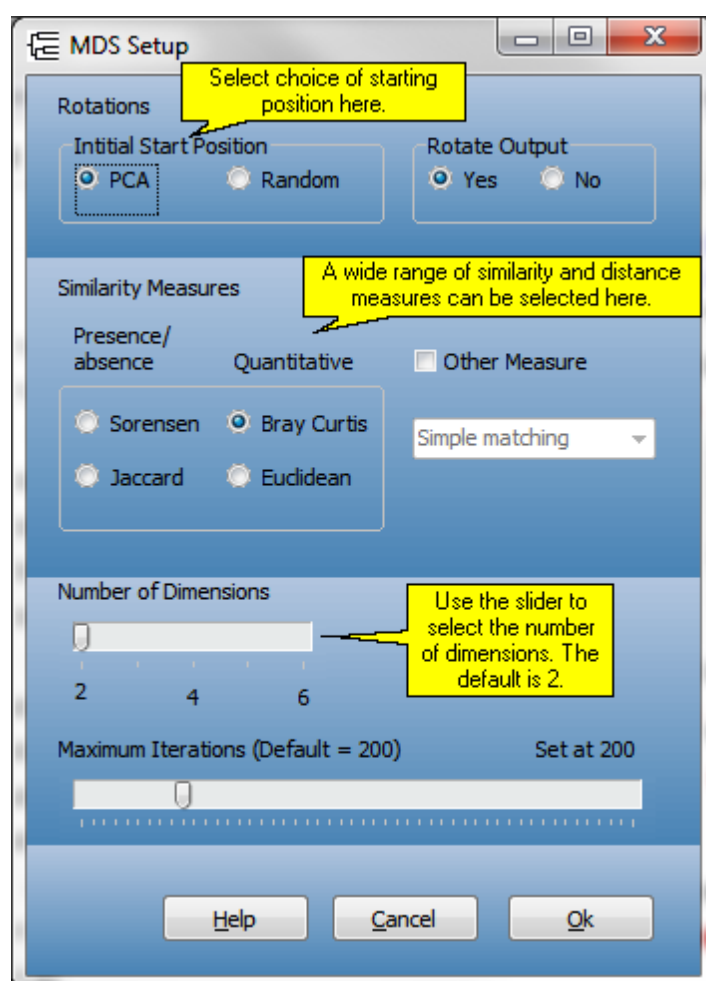 MDS Setup
Select choice of starting
position here.
Rotations
Intitial Start Position
Rotate Output
PCA
Random
Yes
No
A wide range of similarity and distance
measures can be selected here.
Similarity Measures
Presence/
absence
Quantitative
Other Measure
Sorensen
Bray Curtis
Simple matching
Jaccard
Euclidean
Number of Dimensions
Use the slider to
select the number
of dimensions. The
default is 2.
2
4
6
Maximum Iterations (Default = 200)
Set at 200
Help
Cancel
Ok